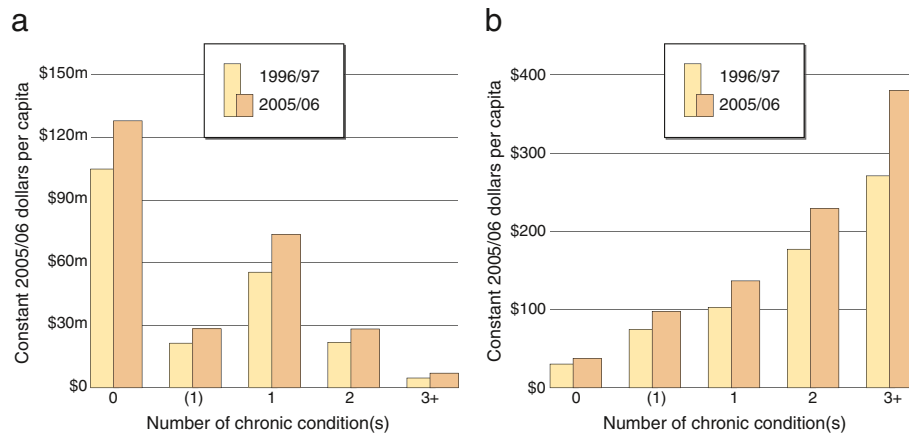 a
Constant 2005/06 dollars per capita
$150m
$120m
$90m
$60m
$30m
$0
1996/97
2005/06
0 (1) 1 2 3+
Number of chronic condition(s)
b
Constant 2005/06 dollars per capita
$400
$300
$200
$100
$0
1996/97
2005/06
0 (1) 1 2 3+
Number of chronic condition(s)